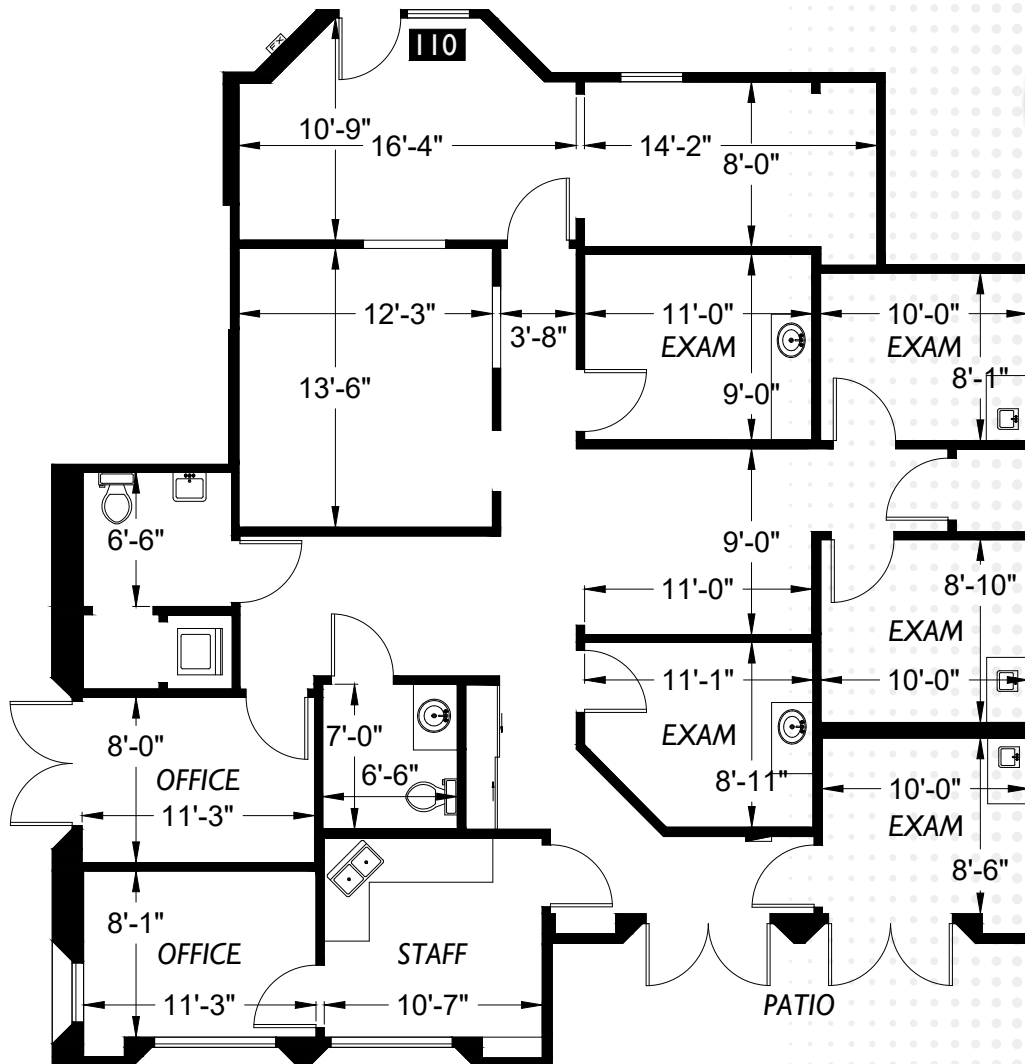 FX
110
10'-9"
16'-4"
14'-2"
8'-0"
12'-3"
3'-8"
11'-0"
EXAM
10'-0"
EXAM
8'-1"
13'-6"
9'-0"
6'-6"
9'-0"
11'-0"
8'-10"
EXAM
10'-0"
11'-1"
EXAM
8'-11"
7'-0"
6'-6"
8'-0"
OFFICE
11'-3"
10'-0"
EXAM
8'-6"
8'-1"
OFFICE
11'-3"
STAFF
10'-7"
PATIO